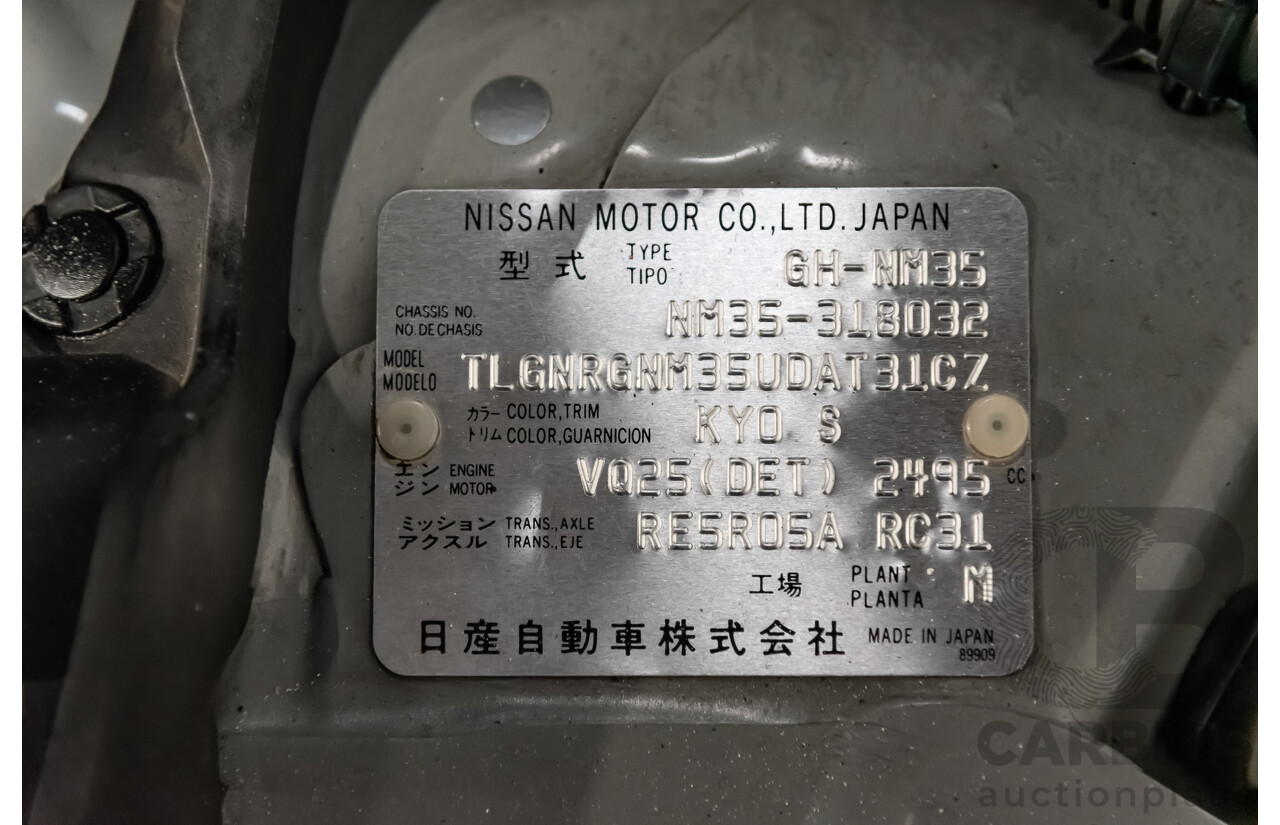 NISSAN MOTOR CO.,LTD. JAPAN
型式 TYPE TIPO GH-NM35
CHASSIS NO. NO. DE CHASIS NM35-318032
MODEL MODELO TLGNRGNM35UDAT31CZ
カラー COLOR,TRIM KY0 S
トリム COLOR,GUARNICION
エン ENGINE VQ25(DET) 2495 CC
ジン MOTOR
ミッション TRANS.,AXLE RE5R05A RC31
アクスル TRANS.,EJE
工場 PLANT PLANTA M
日産自動車株式会社 MADE IN JAPAN
89909